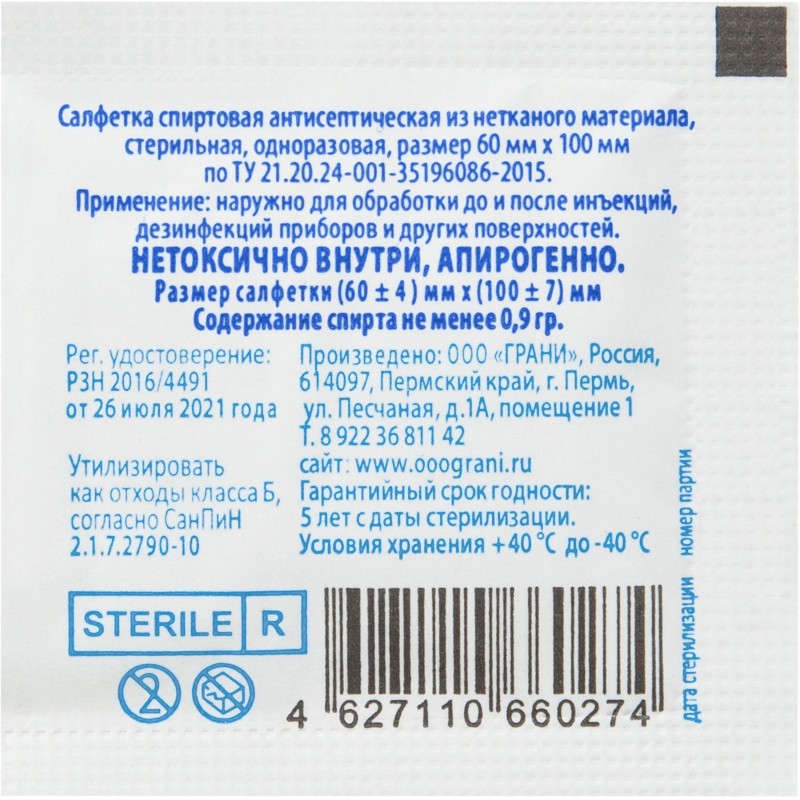 Салфетка спиртовая антисептическая из нетканого материала,
стерильная, одноразовая, размер 60 мм х 100 мм
по ТУ 21.20.24-001-35196086-2015.
Применение: наружно для обработки до и после инъекций,
дезинфекций приборов и других поверхностей.
НЕТОКСИЧНО ВНУТРИ, АПИРОГЕННО.
Размер салфетки (60 ± 4 ) мм х (100 ± 7) мм
Содержание спирта не менее 0,9 гр.
Рег. удостоверение:
РЗН 2016/4491
от 26 июля 2021 года
Утилизировать
как отходы класса Б,
согласно СанПиН
2.1.7.2790-10
Произведено: ООО «ГРАНИ», Россия,
614097, Пермский край, г. Пермь,
ул. Песчаная, д.1А, помещение 1
Т. 8 922 36 811 42
сайт: www.ooograni.ru
Гарантийный срок годности:
5 лет с даты стерилизации.
Условия хранения +40 °С до -40 °С
дата стерилизации номер партии
STERILE R
2
4 627110 660274